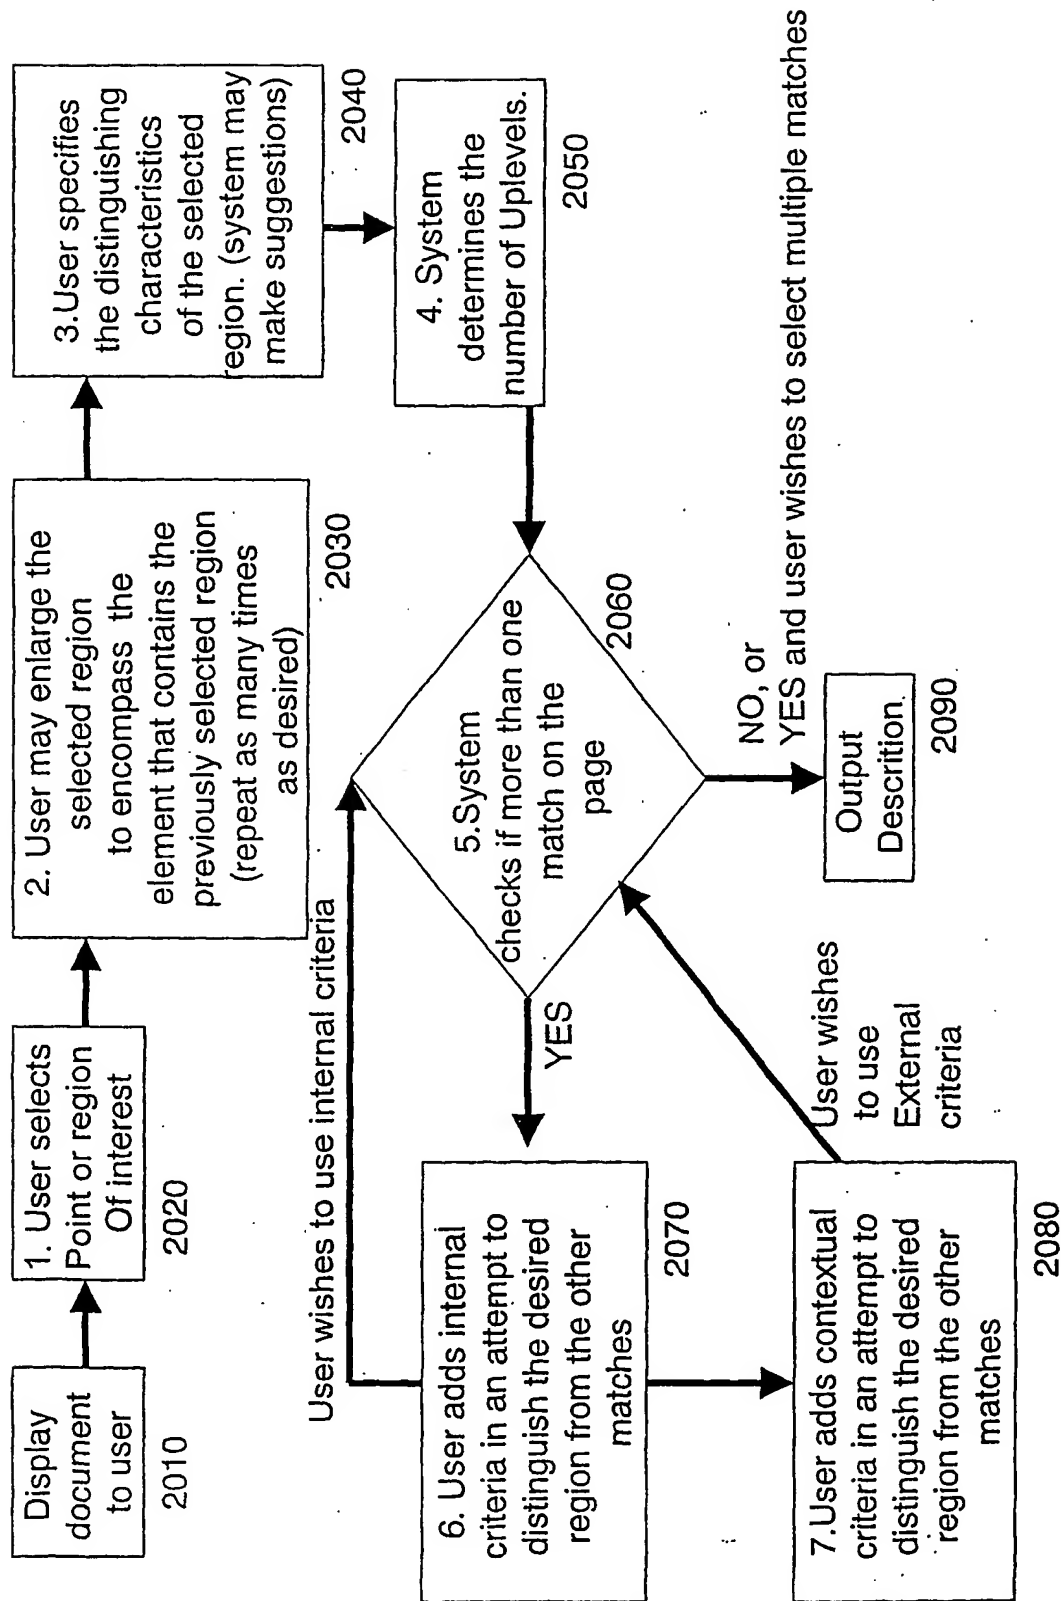 Display
document
to user
2010
1. User selects
Point or region
Of interest
2020
2. User may enlarge the
selected region
to encompass the
element that contains the
previously selected region
(repeat as many times
as desired)
2030
3.User specifies
the distinguishing
characteristics
of the selected
region. (system may
make suggestions)
2040
4. System
determines the
number of Uplevels.
2050
5.System
checks if more than one
match on the
page
2060
YES
NO, or
YES and user wishes to select multiple matches
User wishes to use internal criteria
6. User adds internal
criteria in an attempt to
distinguish the desired
region from the other
matches
2070
7.User adds contextual
criteria in an attempt to
distinguish the desired
region from the other
matches
2080
User wishes
to use
External
criteria
Output
Descrition.
2090